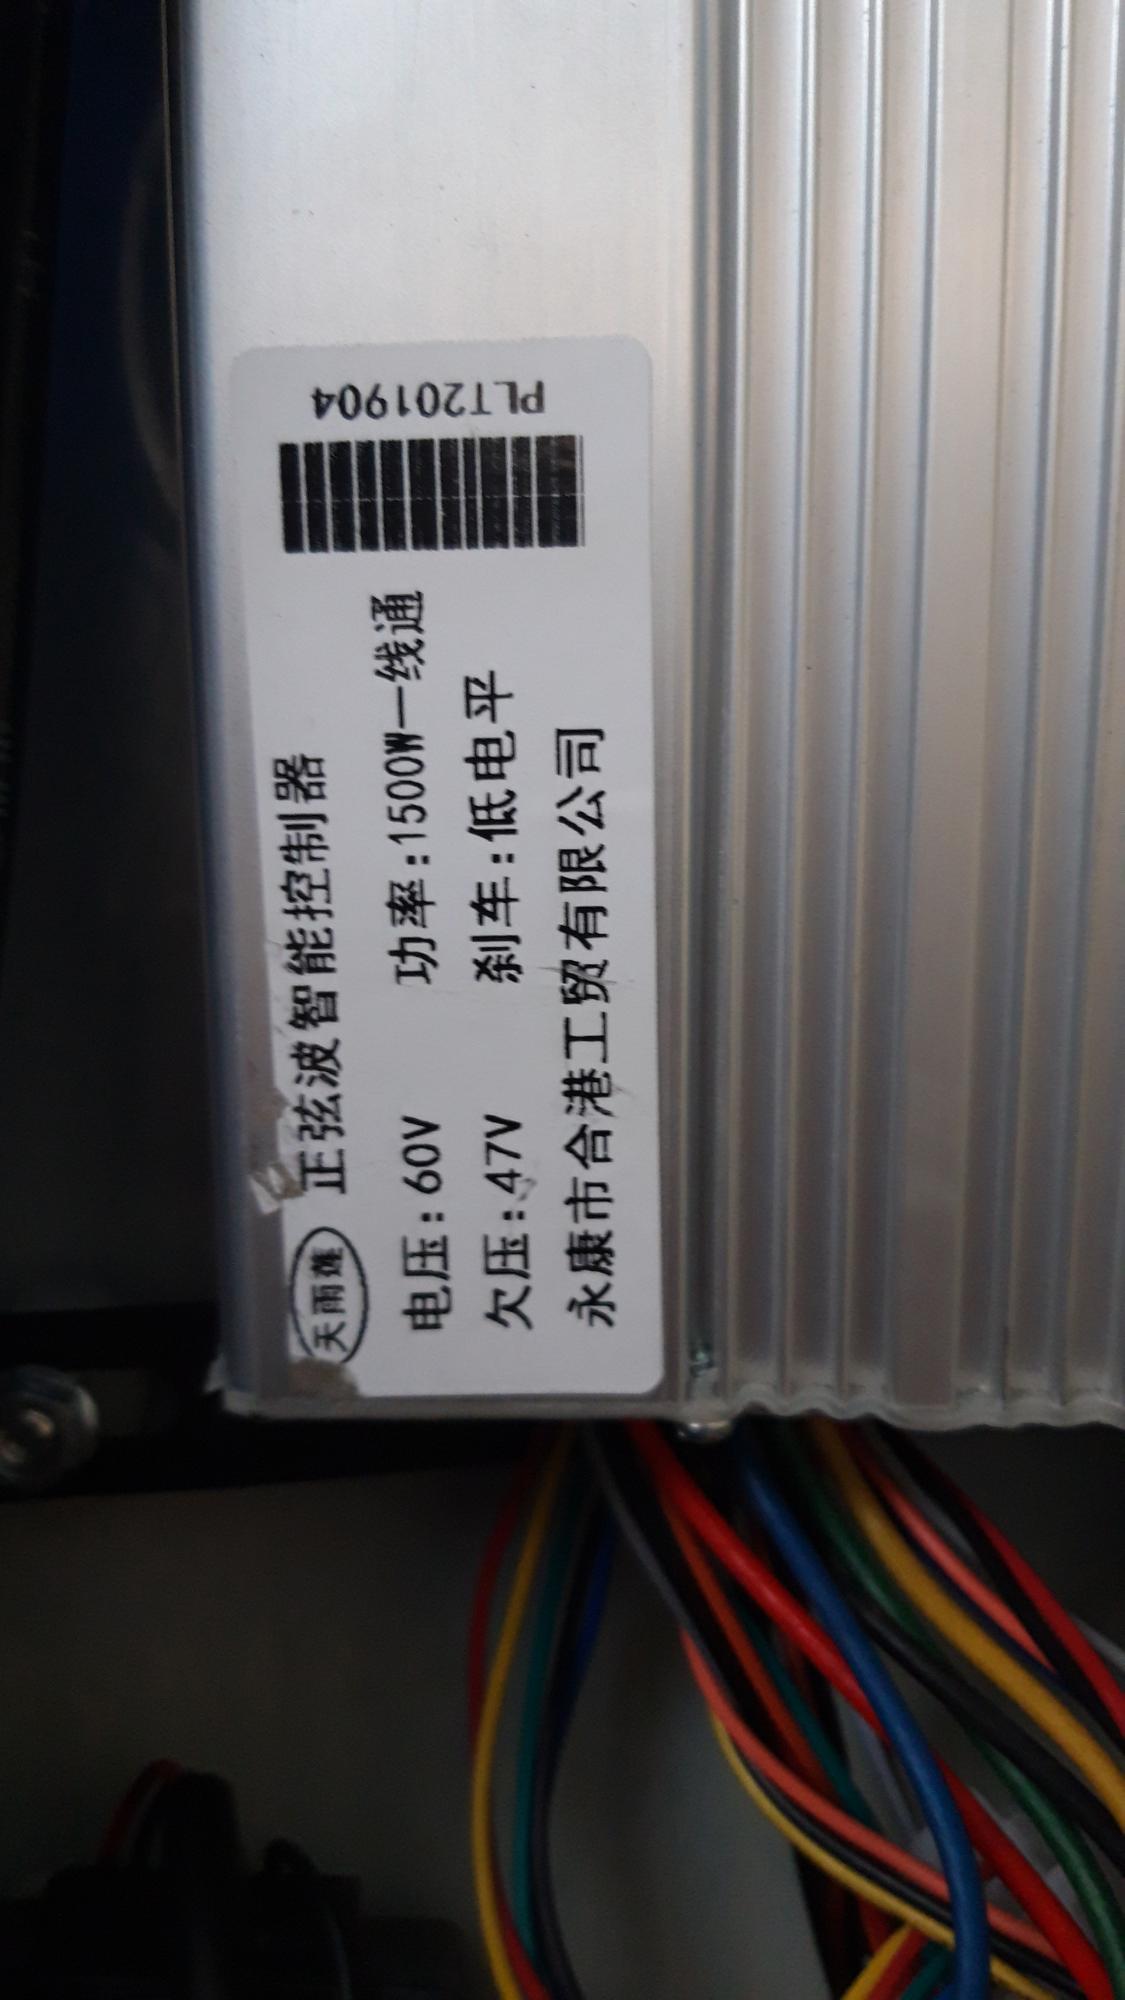 天雨莲 正弦波智能控制器
电压:60V 功率:1500W一线通
欠压:47V 刹车:低电平
永康市合港工贸有限公司
PLT201904